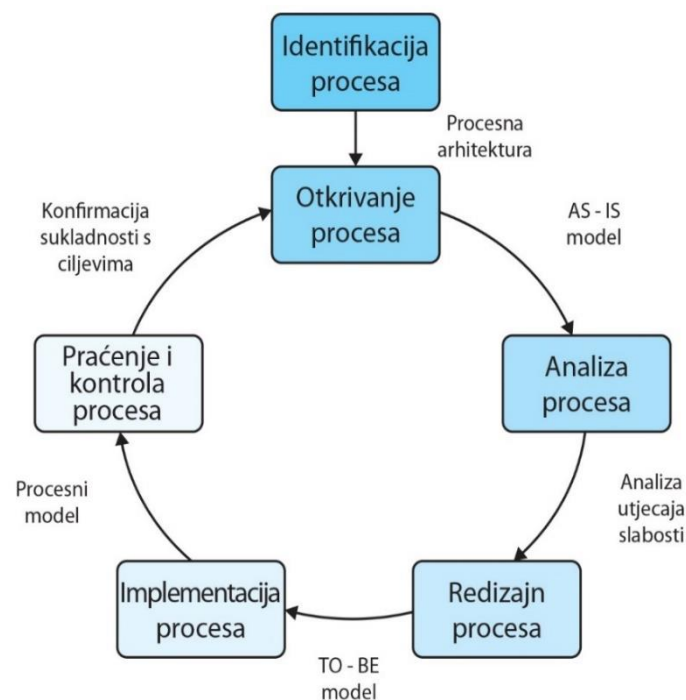 Identifikacija
procesa
Procesna
arhitektura
Otkrivanje
procesa
AS - IS
model
Analiza
procesa
Analiza
utjecaja
slabosti
Redizajn
procesa
TO - BE
model
Implementacija
procesa
Procesni
model
Praćenje i
kontrola
procesa
Konfirmacija
sukladnosti s
ciljevima